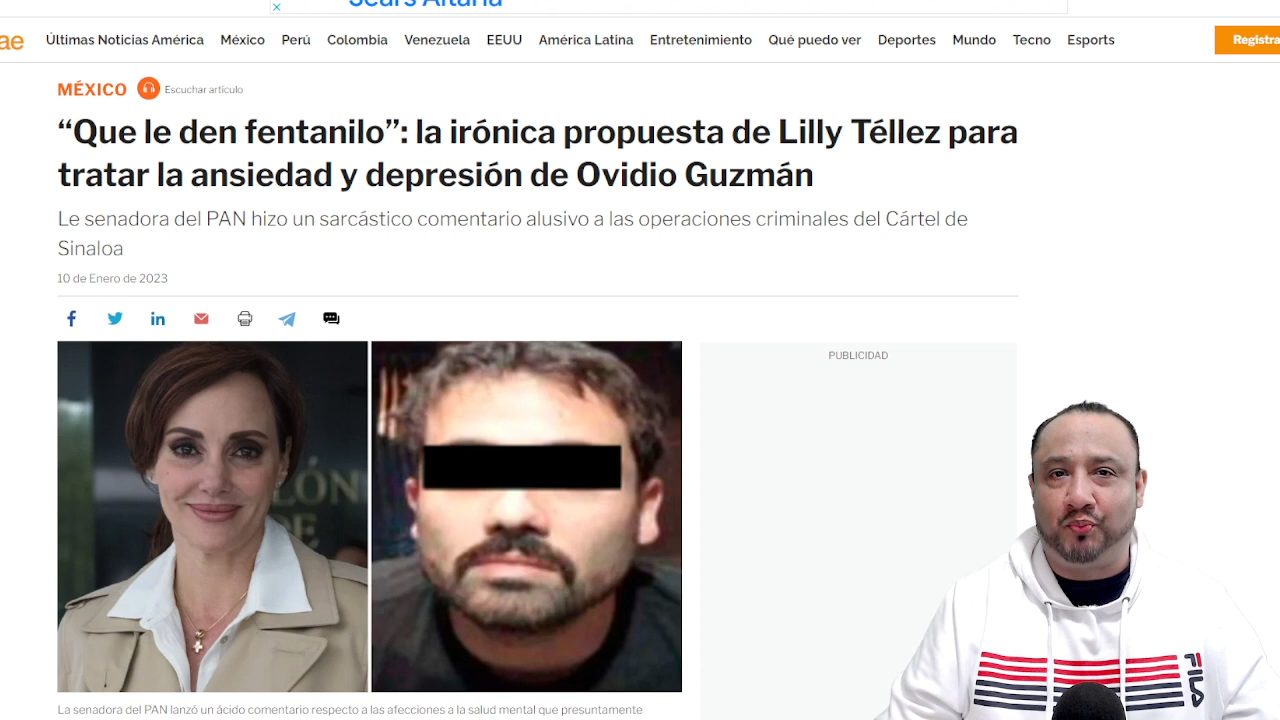 Sears Altaria
ae
Últimas Noticias América México Perú Colombia Venezuela EEUU América Latina Entretenimiento Qué puedo ver Deportes Mundo Tecno Esports
Registra
MÉXICO Escuchar artículo
“Que le den fentanilo”: la irónica propuesta de Lilly Téllez para
tratar la ansiedad y depresión de Ovidio Guzmán
Le senadora del PAN hizo un sarcástico comentario alusivo a las operaciones criminales del Cártel de
Sinaloa
10 de Enero de 2023
PUBLICIDAD
LÓN
DE
FILA
La senadora del PAN lanzó un ácido comentario respecto a las afecciones a la salud mental que presuntamente